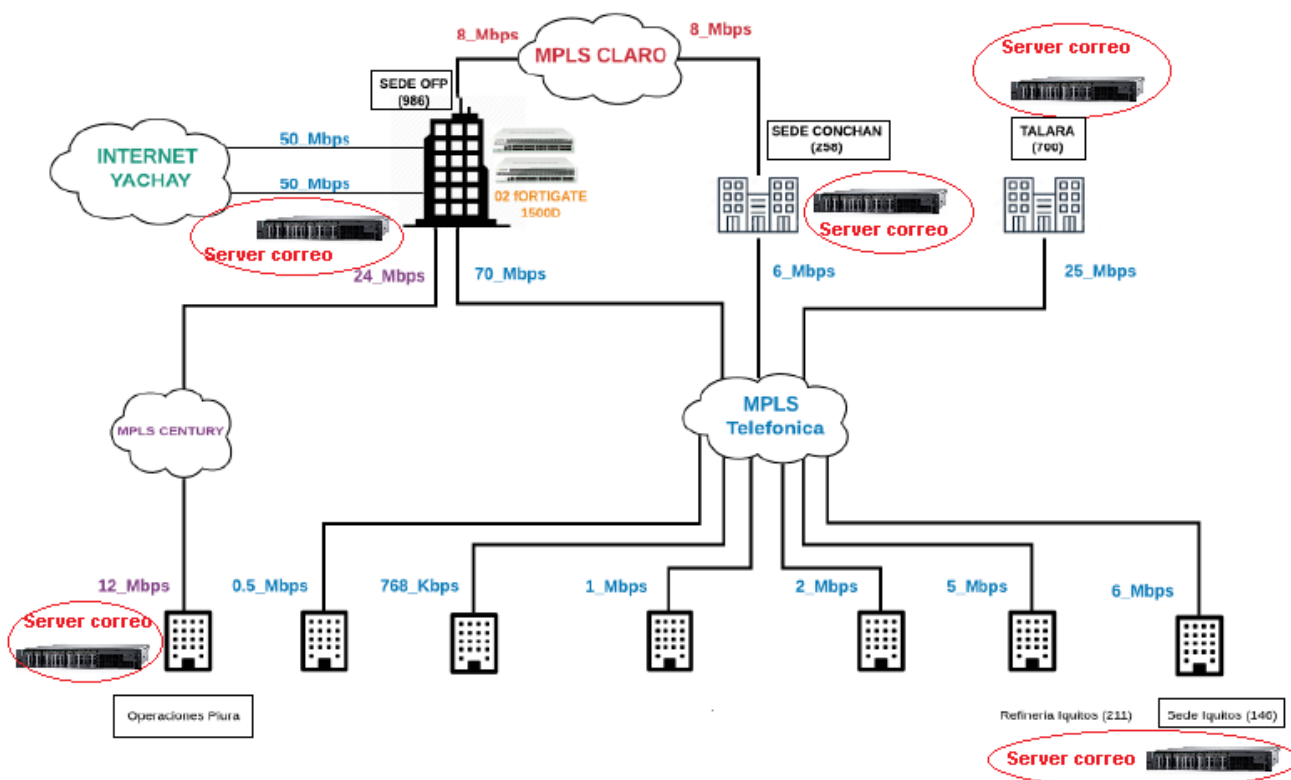 8_Mbps
MPLS CLARO
8_Mbps
Server correo
SEDE OFP
(986)
SEDE CONCHAN
(258)
TALARA
(700)
INTERNET
YACHAY
50_Mbps
50_Mbps
02 fORTIGATE
1500D
Server correo
Server correo
24_Mbps
70_Mbps
6_Mbps
25_Mbps
MPLS
Telefonica
MPLS CENTURY
12_Mbps
0.5_Mbps
768_Kbps
1_Mbps
2_Mbps
5_Mbps
6_Mbps
Server correo
Operaciones Piura
Refinería Iquitos (211)
Sede Iquitos (146)
Server correo